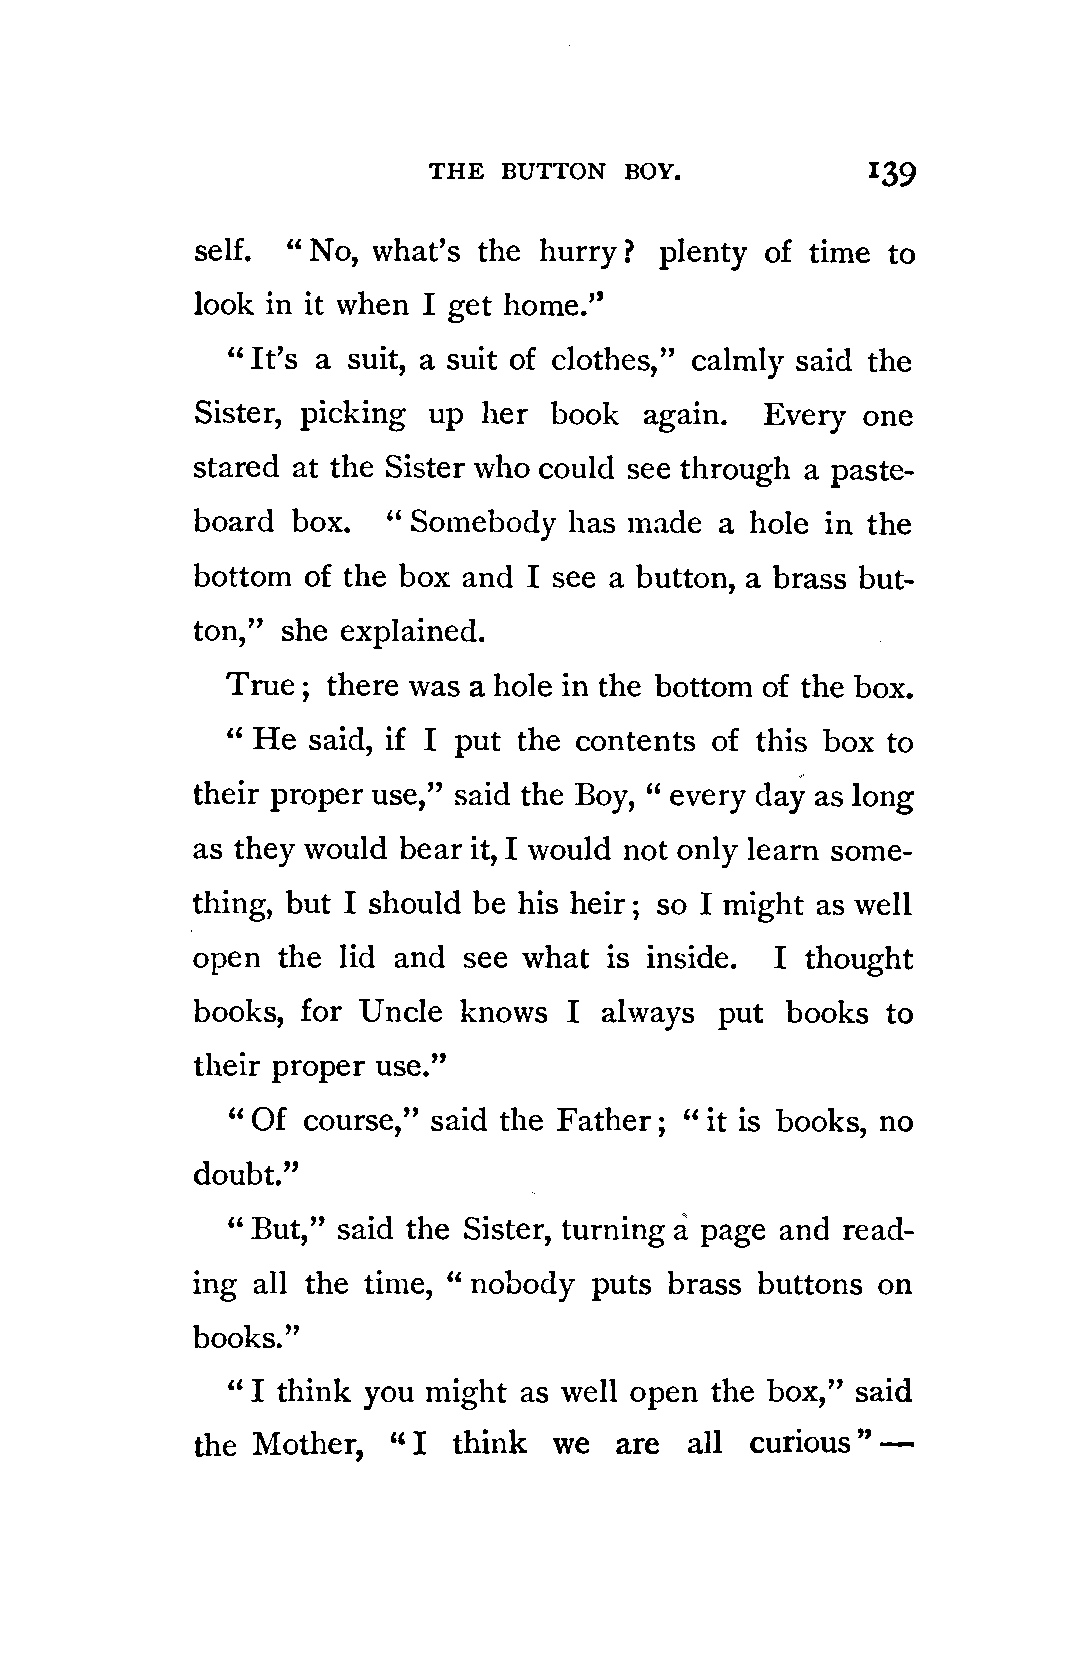 THE BUTTON BOY. 139
self. "No, what's the hurry? plenty of time to
look in it when I get home."
"It's a suit, a suit of clothes," calmly said the
Sister, picking up her book again. Every one
stared at the Sister who could see through a paste-
board box. "Somebody has made a hole in the
bottom of the box and I see a button, a brass but-
ton," she explained.
True; there was a hole in the bottom of the box.
"He said, if I put the contents of this box to
their proper use," said the Boy, "every day as long
as they would bear it, I would not only learn some-
thing, but I should be his heir; so I might as well
open the lid and see what is inside. I thought
books, for Uncle knows I always put books to
their proper use."
"Of course," said the Father; "it is books, no
doubt."
"But," said the Sister, turning a page and read-
ing all the time, "nobody puts brass buttons on
books."
"I think you might as well open the box," said
the Mother, "I think we are all curious"—